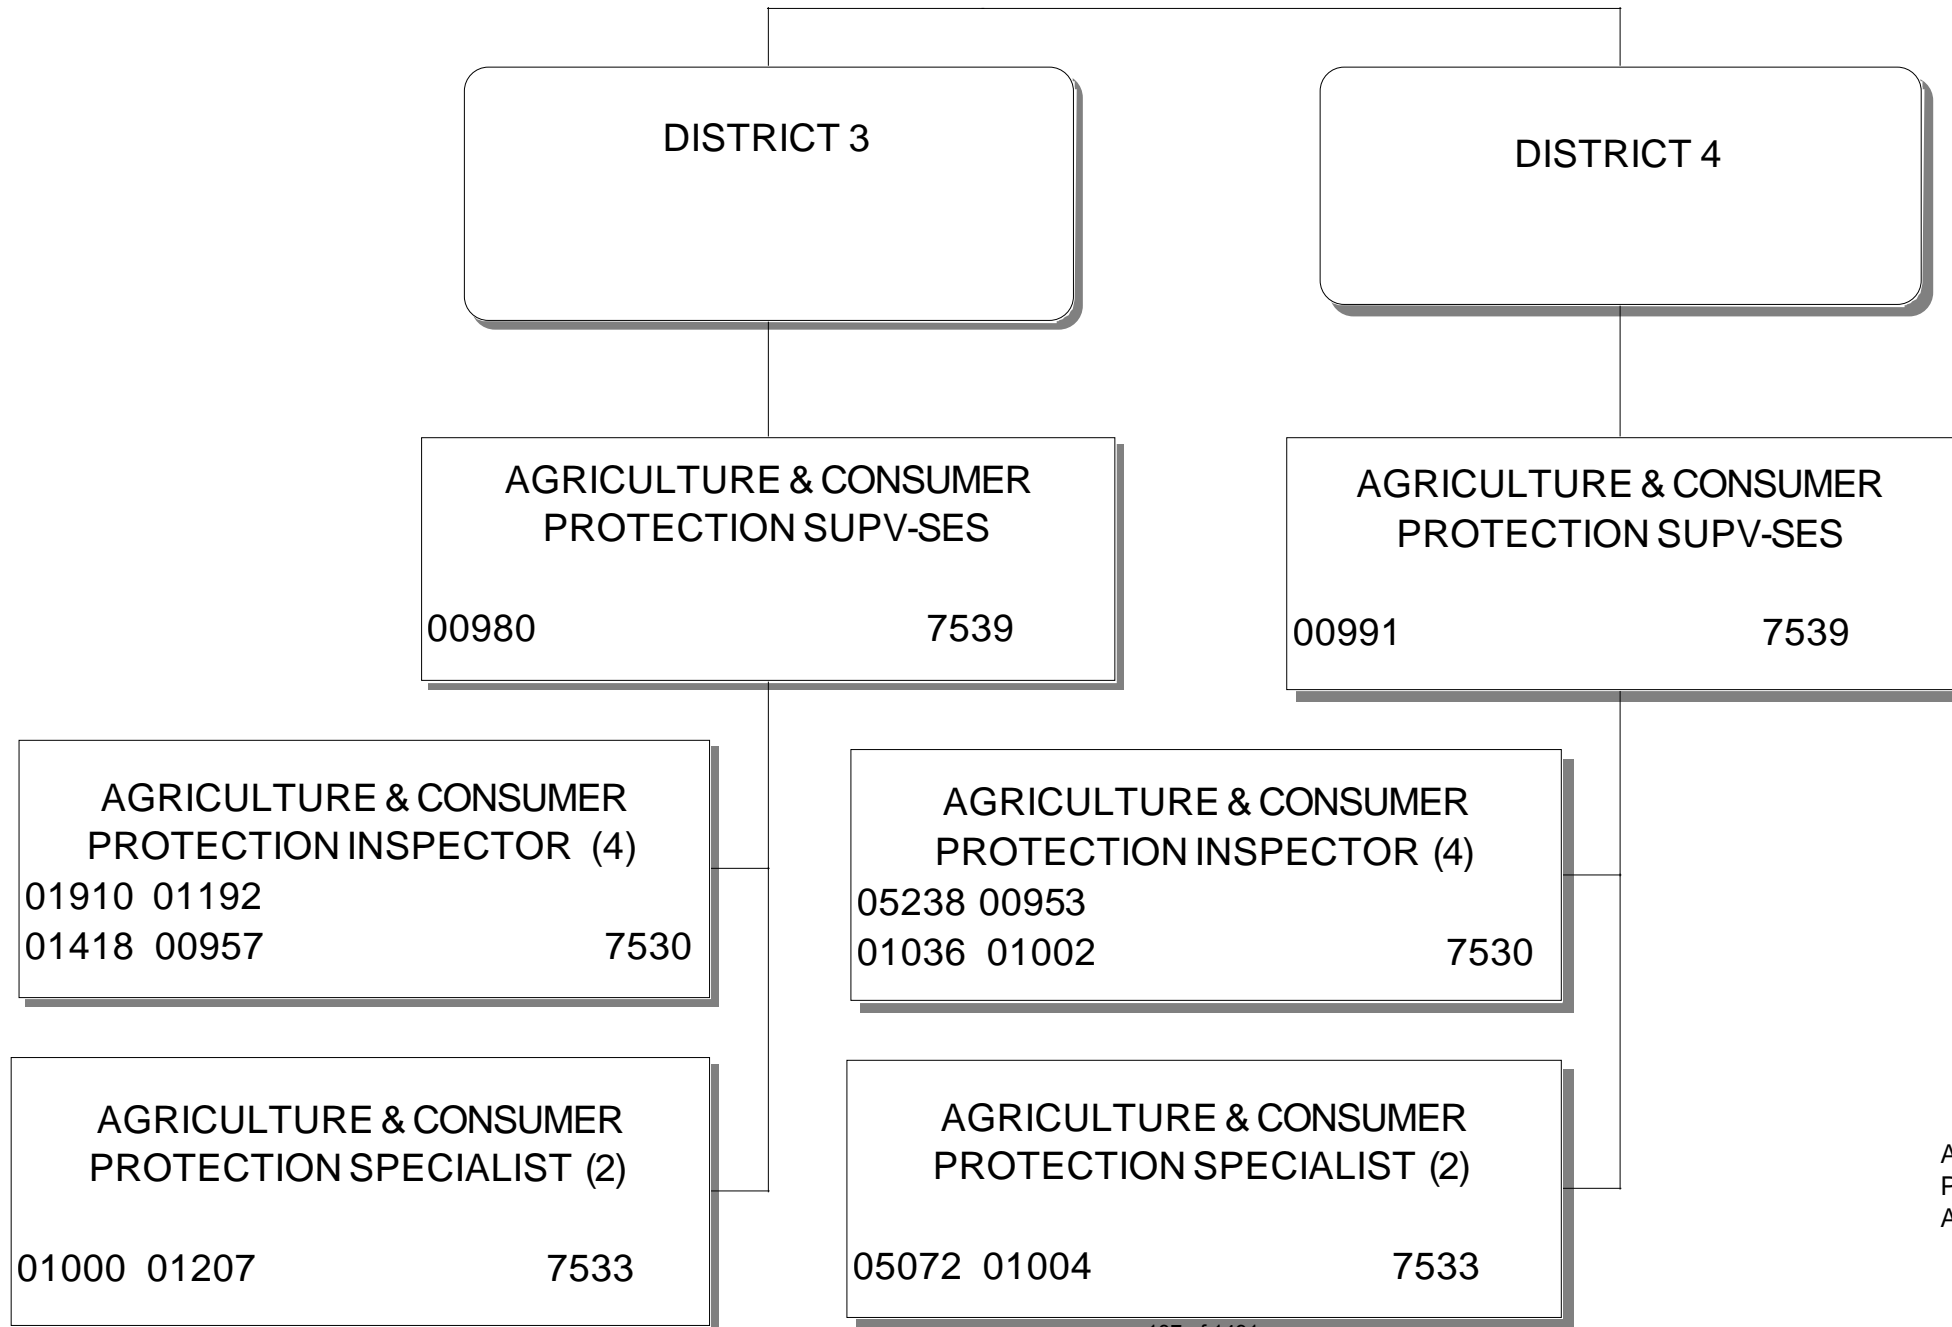 DISTRICT 3
DISTRICT 4
AGRICULTURE & CONSUMER
PROTECTION SUPV-SES
00980 7539
AGRICULTURE & CONSUMER
PROTECTION SUPV-SES
00991 7539
AGRICULTURE & CONSUMER
PROTECTION INSPECTOR (4)
01910 01192
01418 00957 7530
AGRICULTURE & CONSUMER
PROTECTION INSPECTOR (4)
05238 00953
01036 01002 7530
AGRICULTURE & CONSUMER
PROTECTION SPECIALIST (2)
01000 01207 7533
AGRICULTURE & CONSUMER
PROTECTION SPECIALIST (2)
05072 01004 7533